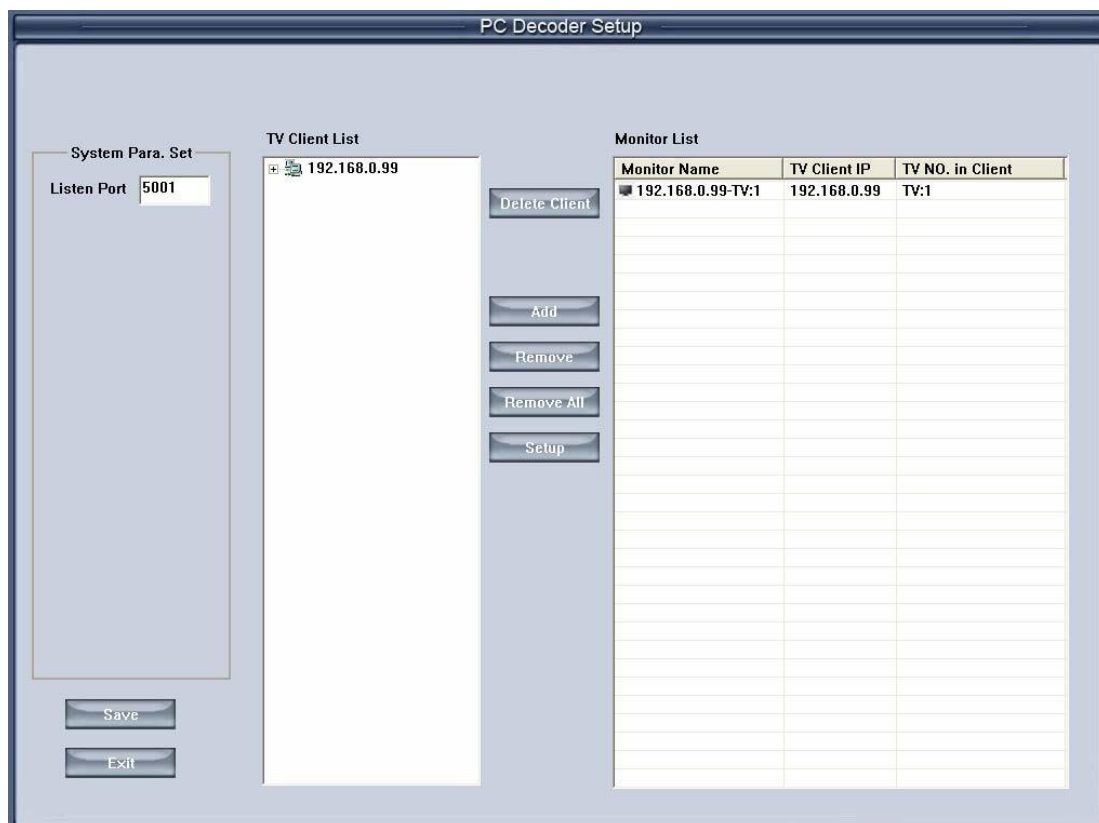 PC Decoder Setup
System Para. Set
Listen Port 5001
Save
Exit
TV Client List
192.168.0.99
Delete Client
Add
Remove
Remove All
Setup
Monitor List
Monitor Name TV Client IP TV NO. in Client
192.168.0.99-TV:1 192.168.0.99 TV:1